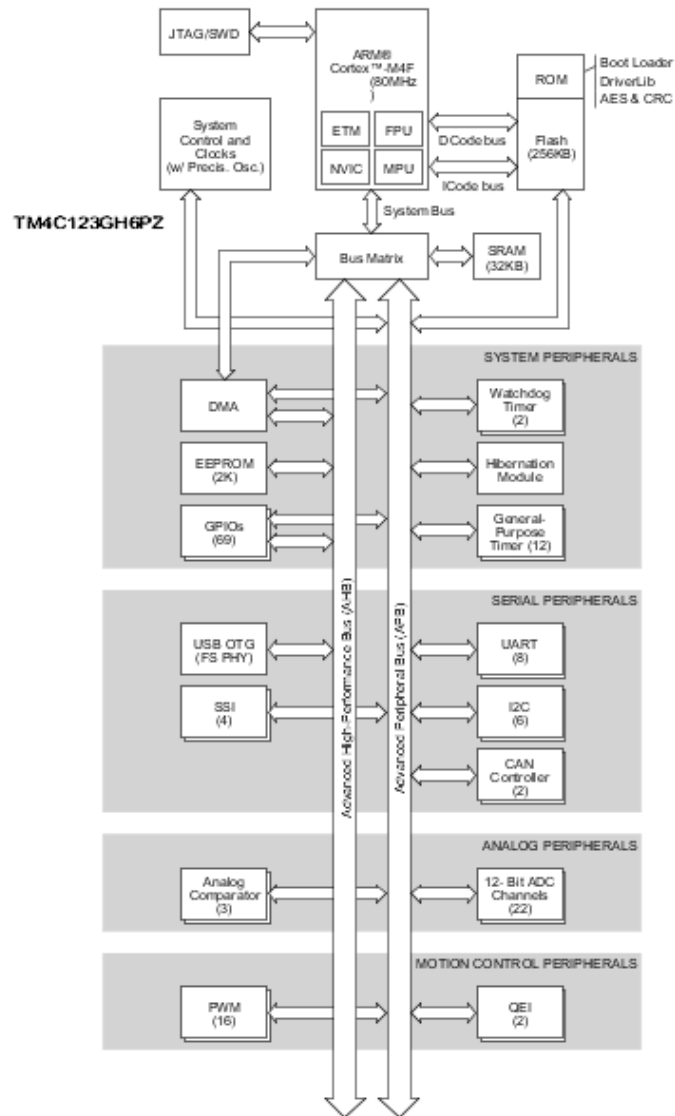 JTAG/SWD
ARM®
Cortex™-M4F
(80MHz
)
ETM
FPU
NVIC
MPU
ROM
Boot Loader
DriverLib
AES & CRC
Flash
(256KB)
DCode bus
ICode bus
System
Control and
Clocks
(w/ Precis. Osc.)
System Bus
TM4C123GH6PZ
Bus Matrix
SRAM
(32KB)
SYSTEM PERIPHERALS
DMA
Watchdog
Timer
(2)
EEPROM
(2K)
Hibernation
Module
GPIOs
(69)
General-
Purpose
Timer (12)
Advanced High-Performance Bus (AHB)
Advanced Peripheral Bus (APB)
SERIAL PERIPHERALS
USB OTG
(FS PHY)
UART
(8)
SSI
(4)
I2C
(6)
CAN
Controller
(2)
ANALOG PERIPHERALS
Analog
Comparator
(3)
12- Bit ADC
Channels
(22)
MOTION CONTROL PERIPHERALS
PWM
(16)
QEI
(2)